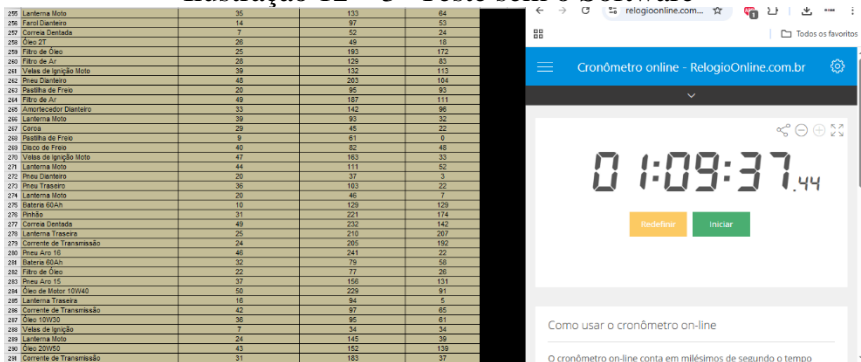 255 Lanterna Moto 35 133 64
256 Farol Dianteiro 14 97 53
257 Correia Dentada 7 52 24
258 Óleo 2T 26 49 18
259 Filtro de Óleo 25 193 172
260 Filtro de Ar 28 129 83
261 Velas de Ignição Moto 39 132 113
262 Pneu Dianteiro 48 203 104
263 Pastilha de Freio 20 95 93
264 Filtro de Ar 49 187 111
265 Amortecedor Dianteiro 33 142 96
266 Lanterna Moto 39 93 32
267 Coroa 29 45 22
268 Pastilha de Freio 9 61 0
269 Disco de Freio 40 82 48
270 Velas de Ignição Moto 47 163 33
271 Lanterna Moto 44 111 52
272 Pneu Dianteiro 20 37 3
273 Pneu Traseiro 36 103 22
274 Lanterna Moto 20 46 7
275 Bateria 60Ah 10 129 129
276 Pinhão 31 221 174
277 Correia Dentada 49 232 142
278 Lanterna Traseira 25 210 207
279 Corrente de Transmissão 24 205 192
280 Pneu Aro 16 46 241 22
281 Bateria 60Ah 32 79 58
282 Filtro de Óleo 22 77 26
283 Pneu Aro 15 37 156 131
284 Óleo de Motor 10W40 50 229 91
285 Lanterna Traseira 16 94 5
286 Corrente de Transmissão 42 97 65
287 Óleo 10W30 36 95 61
288 Velas de Ignição 7 34 34
289 Lanterna Moto 24 145 39
290 Óleo 20W50 43 152 139
291 Corrente de Transmissão 31 183 37
relogioonline.com...
Todos os favoritos
Cronômetro online - RelogioOnline.com.br
01:09:37.44
Redefinir Iniciar
Como usar o cronômetro on-line
O cronômetro on-line conta em milésimos de segundo o tempo